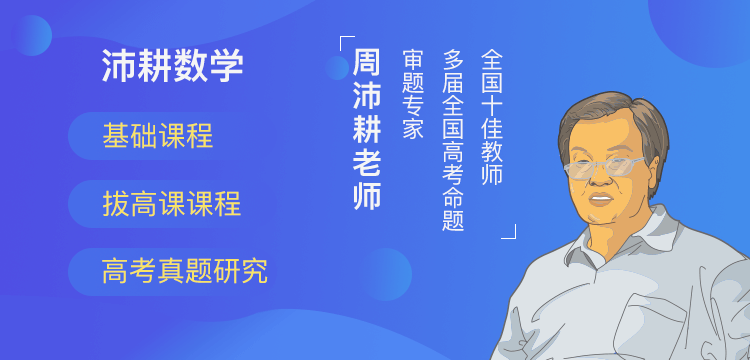 沛耕数学
基础课程
拔高课课程
高考真题研究
全国十佳教师
多届全国高考命题
审题专家
周沛耕老师